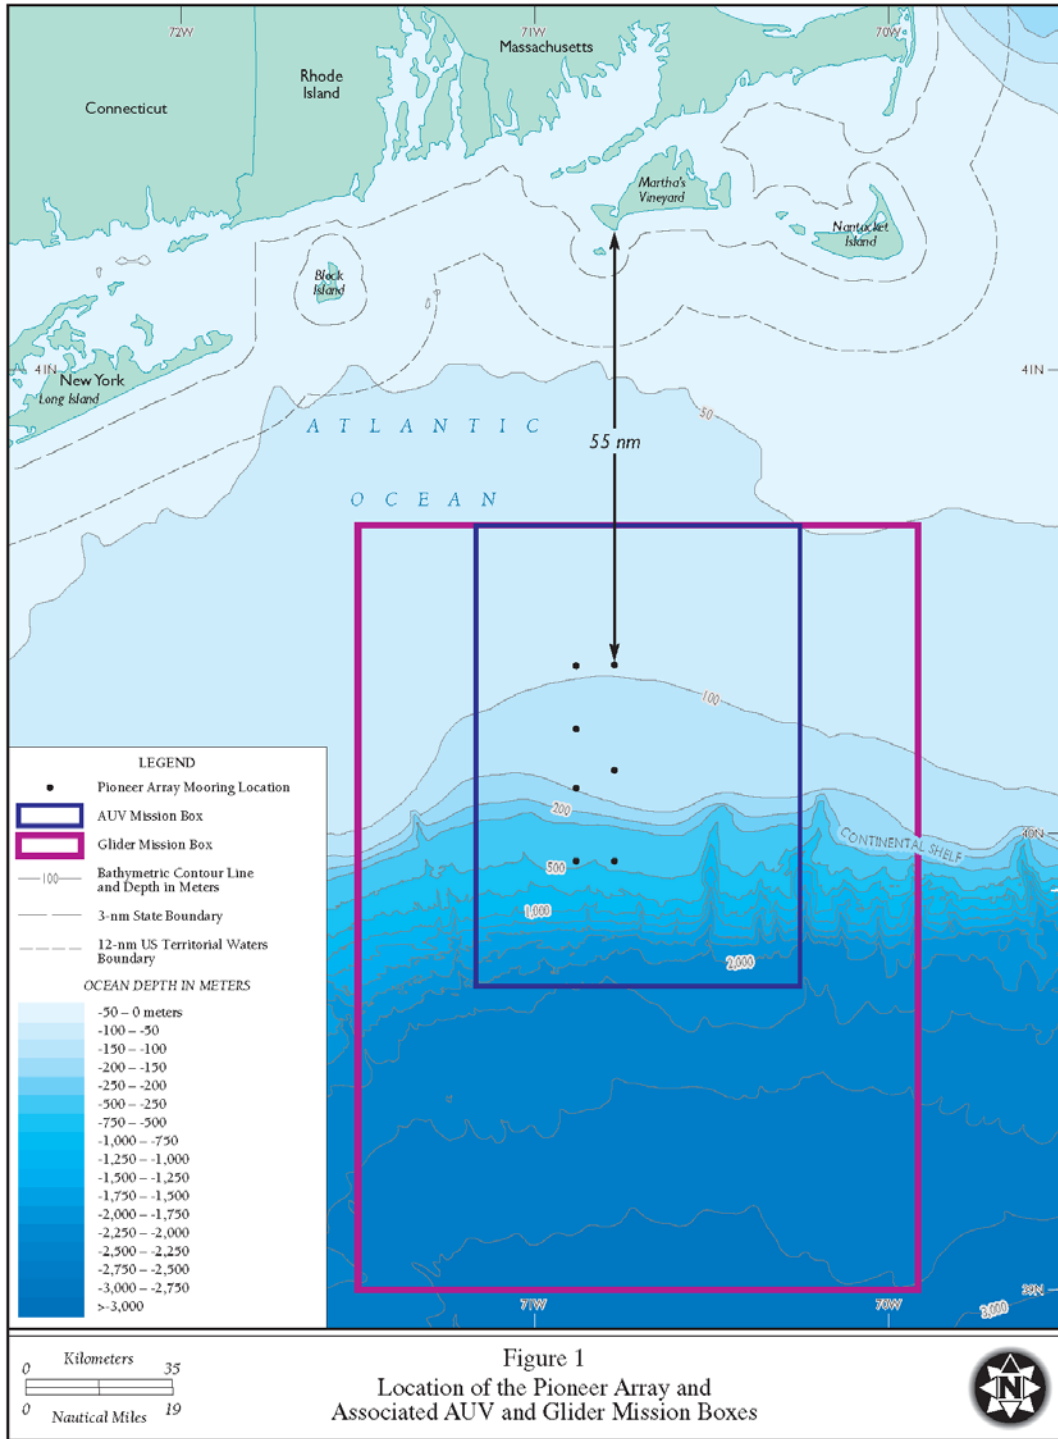 72W
71W
70W
Massachusetts
Rhode
Island
Connecticut
Martha's
Vineyard
Nantucket
Island
Block
Island
41N
41N
New York
Long Island
50
A T L A N T I C
55 nm
O C E A N
100
200
40N
CONTINENTAL SHELF
500
1,000
2,000
LEGEND
Pioneer Array Mooring Location
AUV Mission Box
Glider Mission Box
100
Bathymetric Contour Line
and Depth in Meters
3-nm State Boundary
12-nm US Territorial Waters
Boundary
OCEAN DEPTH IN METERS
-50 – 0 meters
-100 – -50
-150 – -100
-200 – -150
-250 – -200
-500 – -250
-750 – -500
-1,000 – -750
-1,250 – -1,000
-1,500 – -1,250
-1,750 – -1,500
-2,000 – -1,750
-2,250 – -2,000
-2,500 – -2,250
-2,750 – -2,500
-3,000 – -2,750
>-3,000
39N
71W
70W
3,000
Kilometers
0 35
0 19
Nautical Miles
Figure 1
Location of the Pioneer Array and
Associated AUV and Glider Mission Boxes
N